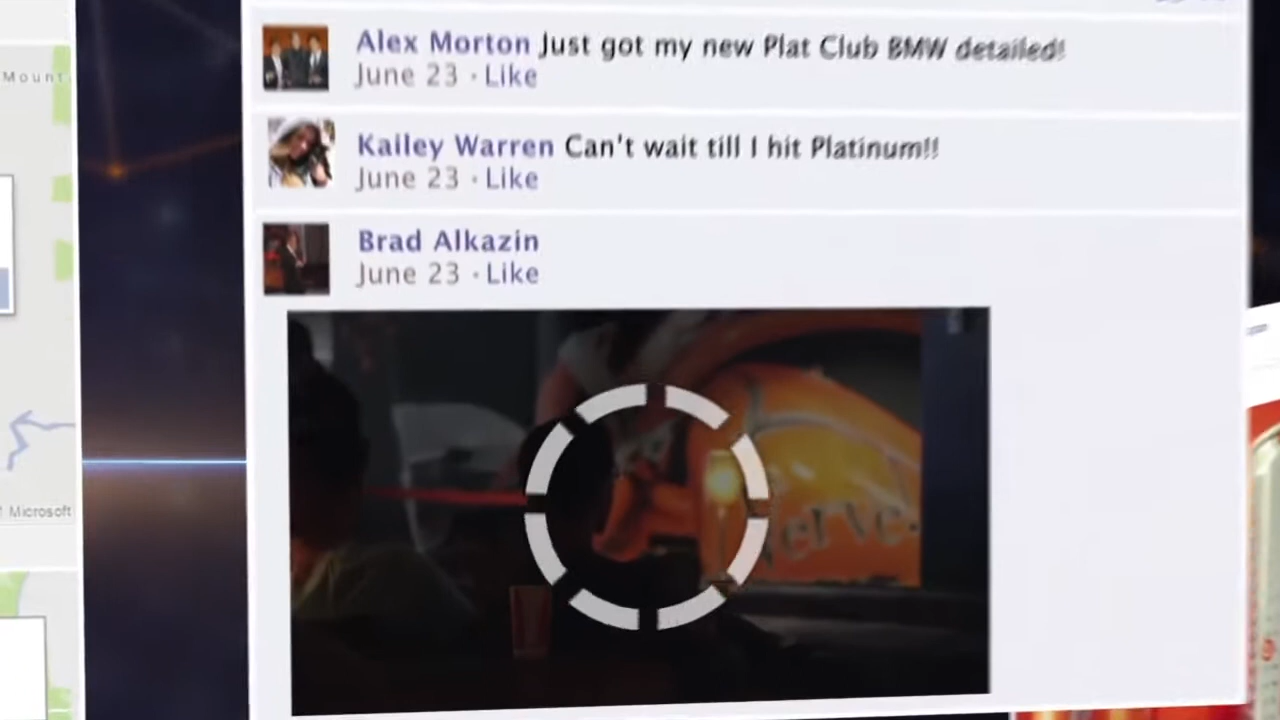 Mount
Alex Morton Just got my new Plat Club BMW detailed!
June 23 · Like
Kailey Warren Can't wait till I hit Platinum!!
June 23 · Like
Brad Alkazin
June 23 · Like
Microsoft